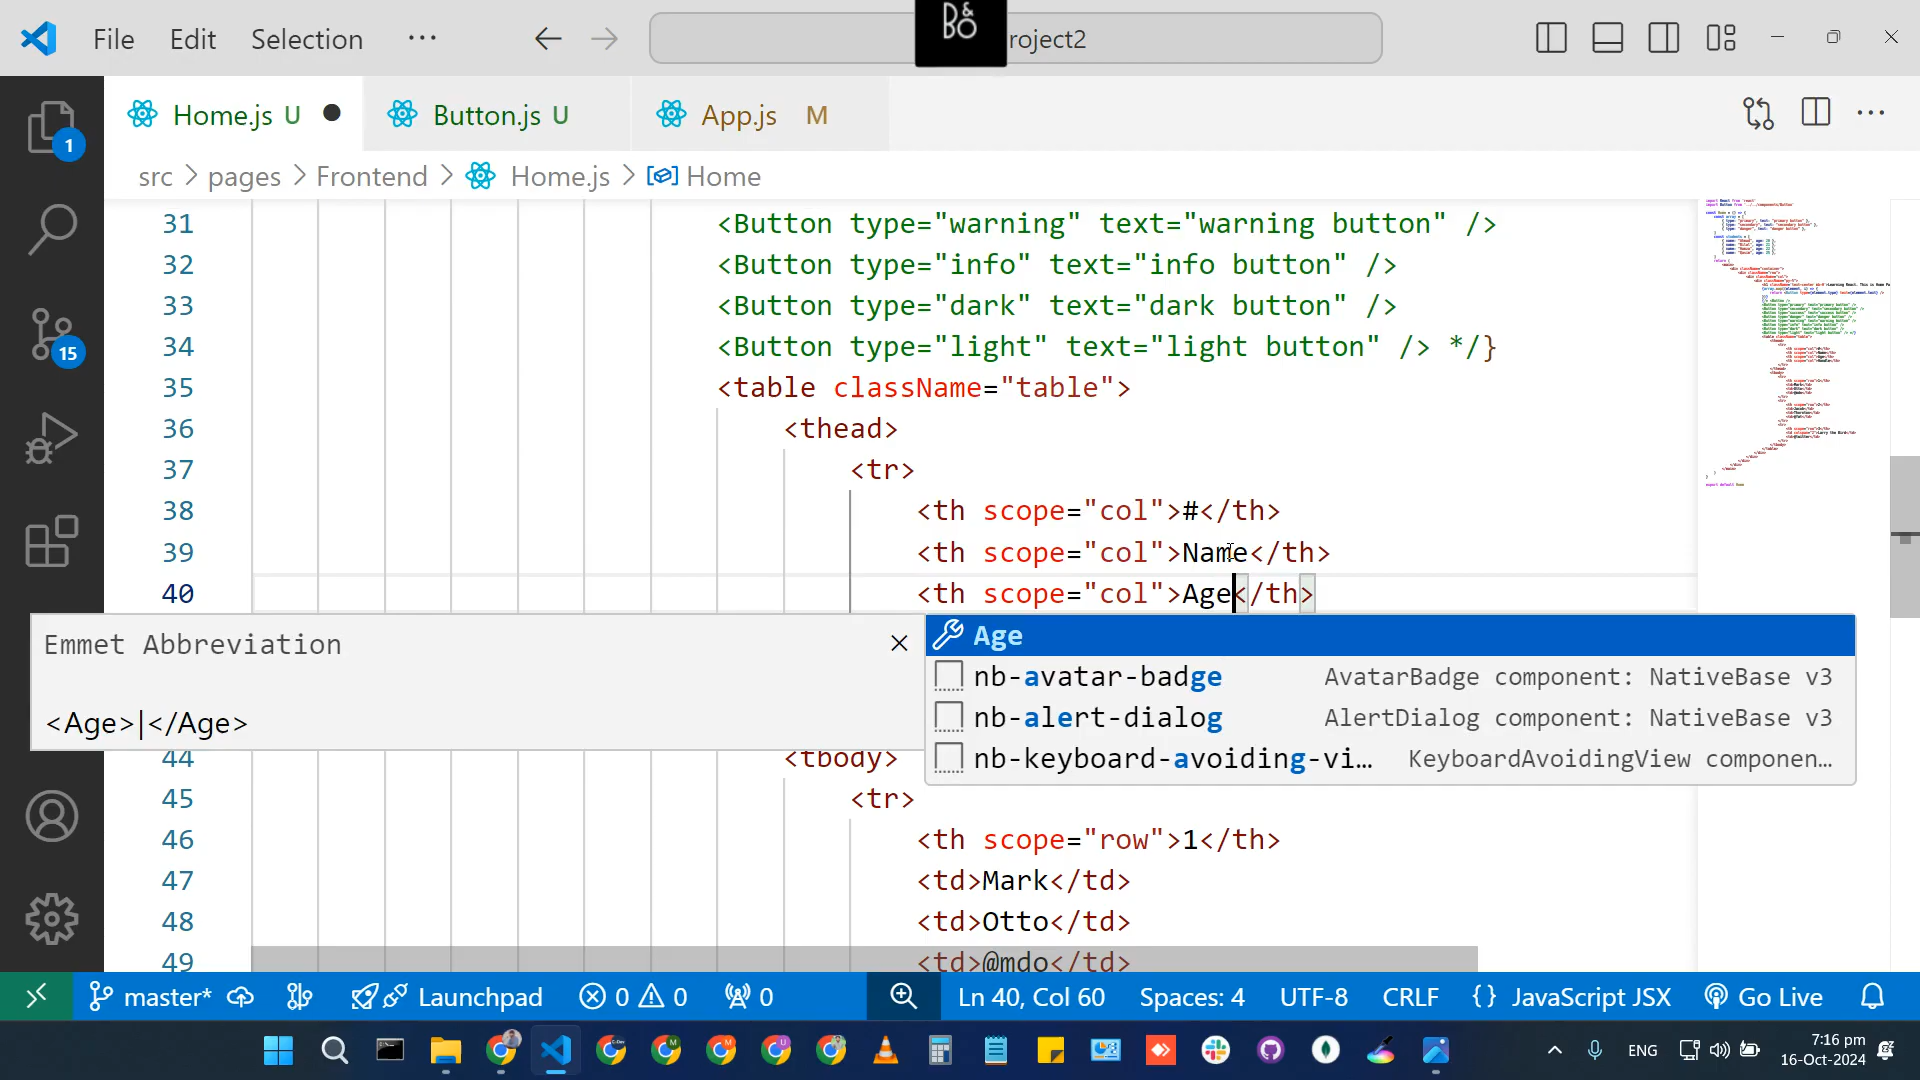 B&O
File Edit Selection ...
roject2
Home.js U
Button.js U
App.js M
src > pages > Frontend > Home.js > Home
1
15
31 <Button type="warning" text="warning button" />
32 <Button type="info" text="info button" />
33 <Button type="dark" text="dark button" />
34 <Button type="light" text="light button" /> */}
35 <table className="table">
36 <thead>
37 <tr>
38 <th scope="col">#</th>
39 <th scope="col">Name</th>
40 <th scope="col">Age</th>
Emmet Abbreviation
<Age>|</Age>
Age
nb-avatar-badge AvatarBadge component: NativeBase v3
nb-alert-dialog AlertDialog component: NativeBase v3
nb-keyboard-avoiding-vi... KeyboardAvoidingView componen...
44 <tbody>
45 <tr>
46 <th scope="row">1</th>
47 <td>Mark</td>
48 <td>Otto</td>
49 <td>@mdo</td>
master* Launchpad 0 0 0 Ln 40, Col 60 Spaces: 4 UTF-8 CRLF {} JavaScript JSX Go Live
ENG
7:16 pm
16-Oct-2024